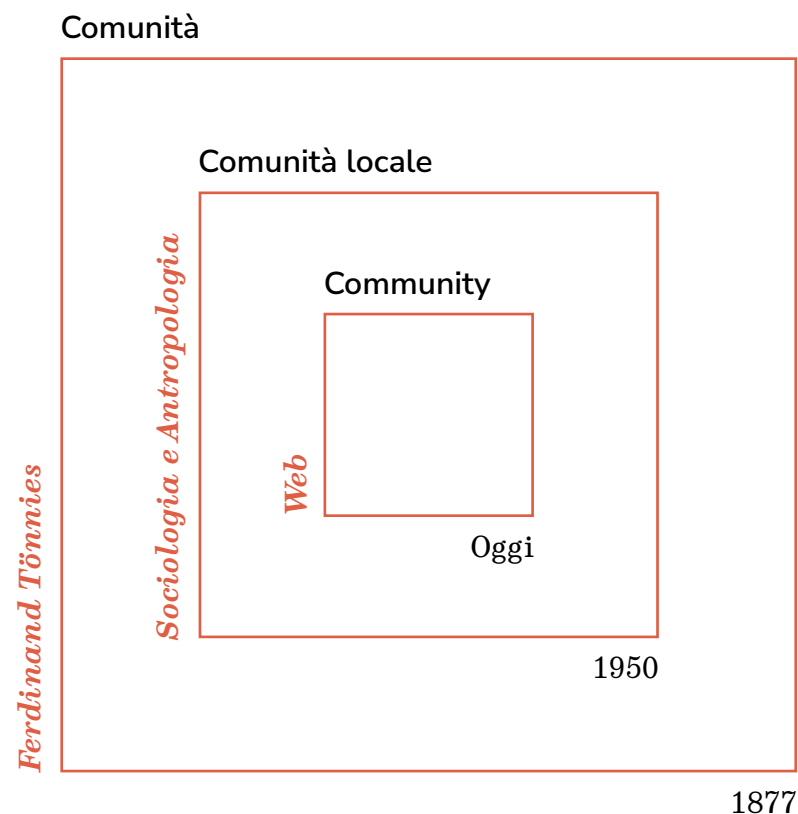 Comunità
Comunità locale
Community
Ferdinand Tönnies
Sociologia e Antropologia
Web
Oggi
1950
1877